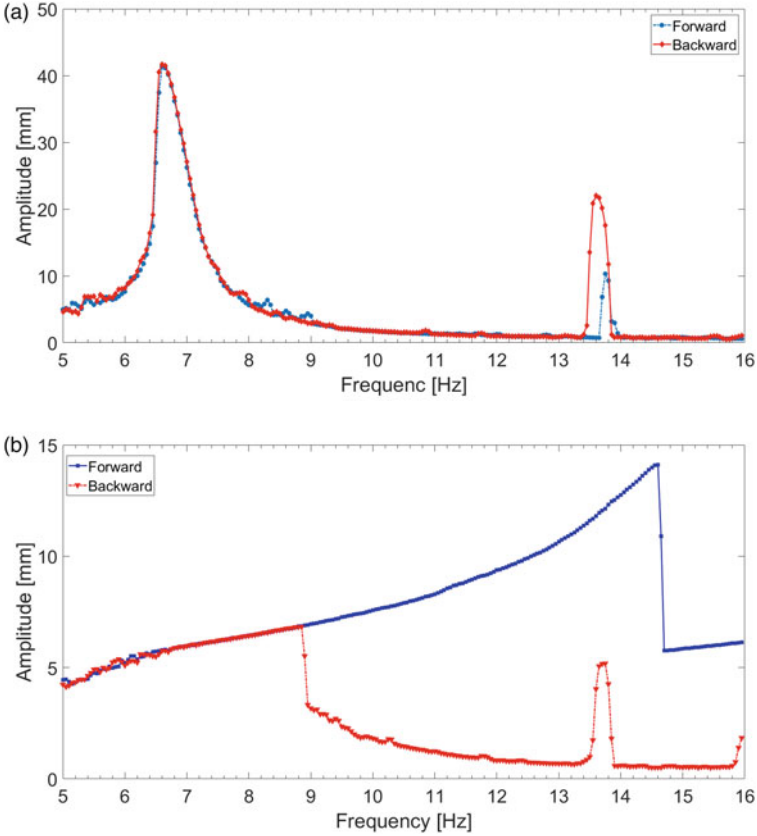 (a)
50
40
30
20
10
0
Amplitude [mm]
Forward
Backward
5 6 7 8 9 10 11 12 13 14 15 16
Frequenc [Hz]
(b)
15
10
5
0
Amplitude [mm]
Forward
Backward
5 6 7 8 9 10 11 12 13 14 15 16
Frequency [Hz]